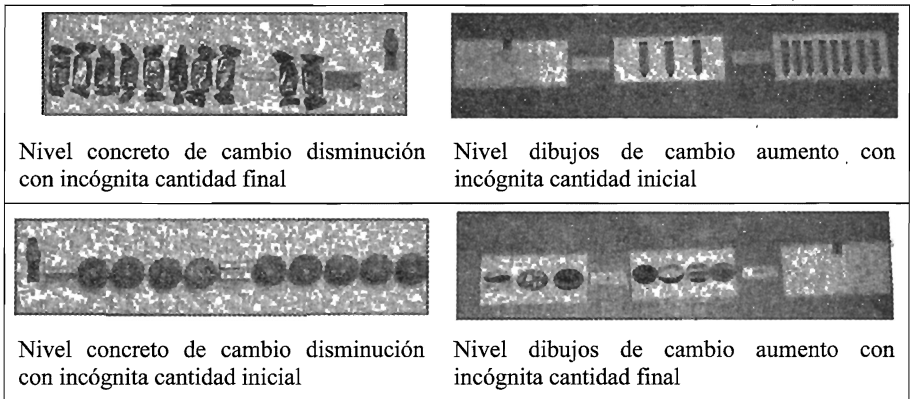 Nivel concreto de cambio disminución
con incógnita cantidad final
Nivel dibujos de cambio aumento con
incógnita cantidad inicial
Nivel concreto de cambio disminución
con incógnita cantidad inicial
Nivel dibujos de cambio aumento con
incógnita cantidad final